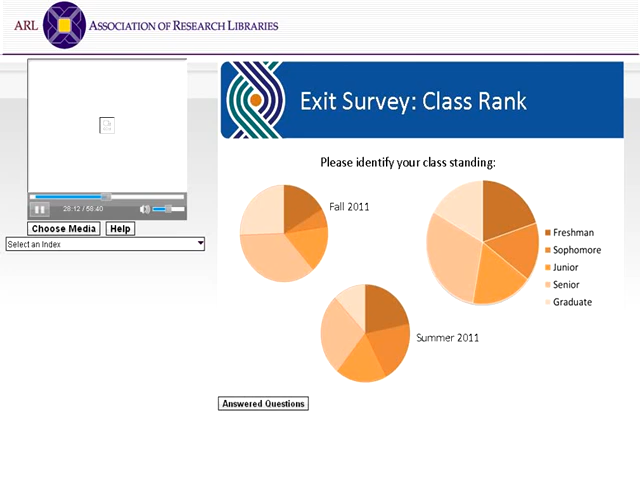 ARL ASSOCIATION OF RESEARCH LIBRARIES
Exit Survey: Class Rank
Please identify your class standing:
Fall 2011
Freshman
Sophomore
Junior
Senior
Graduate
Summer 2011
28:12 / 58:40
Choose Media Help
Select an Index
Answered Questions